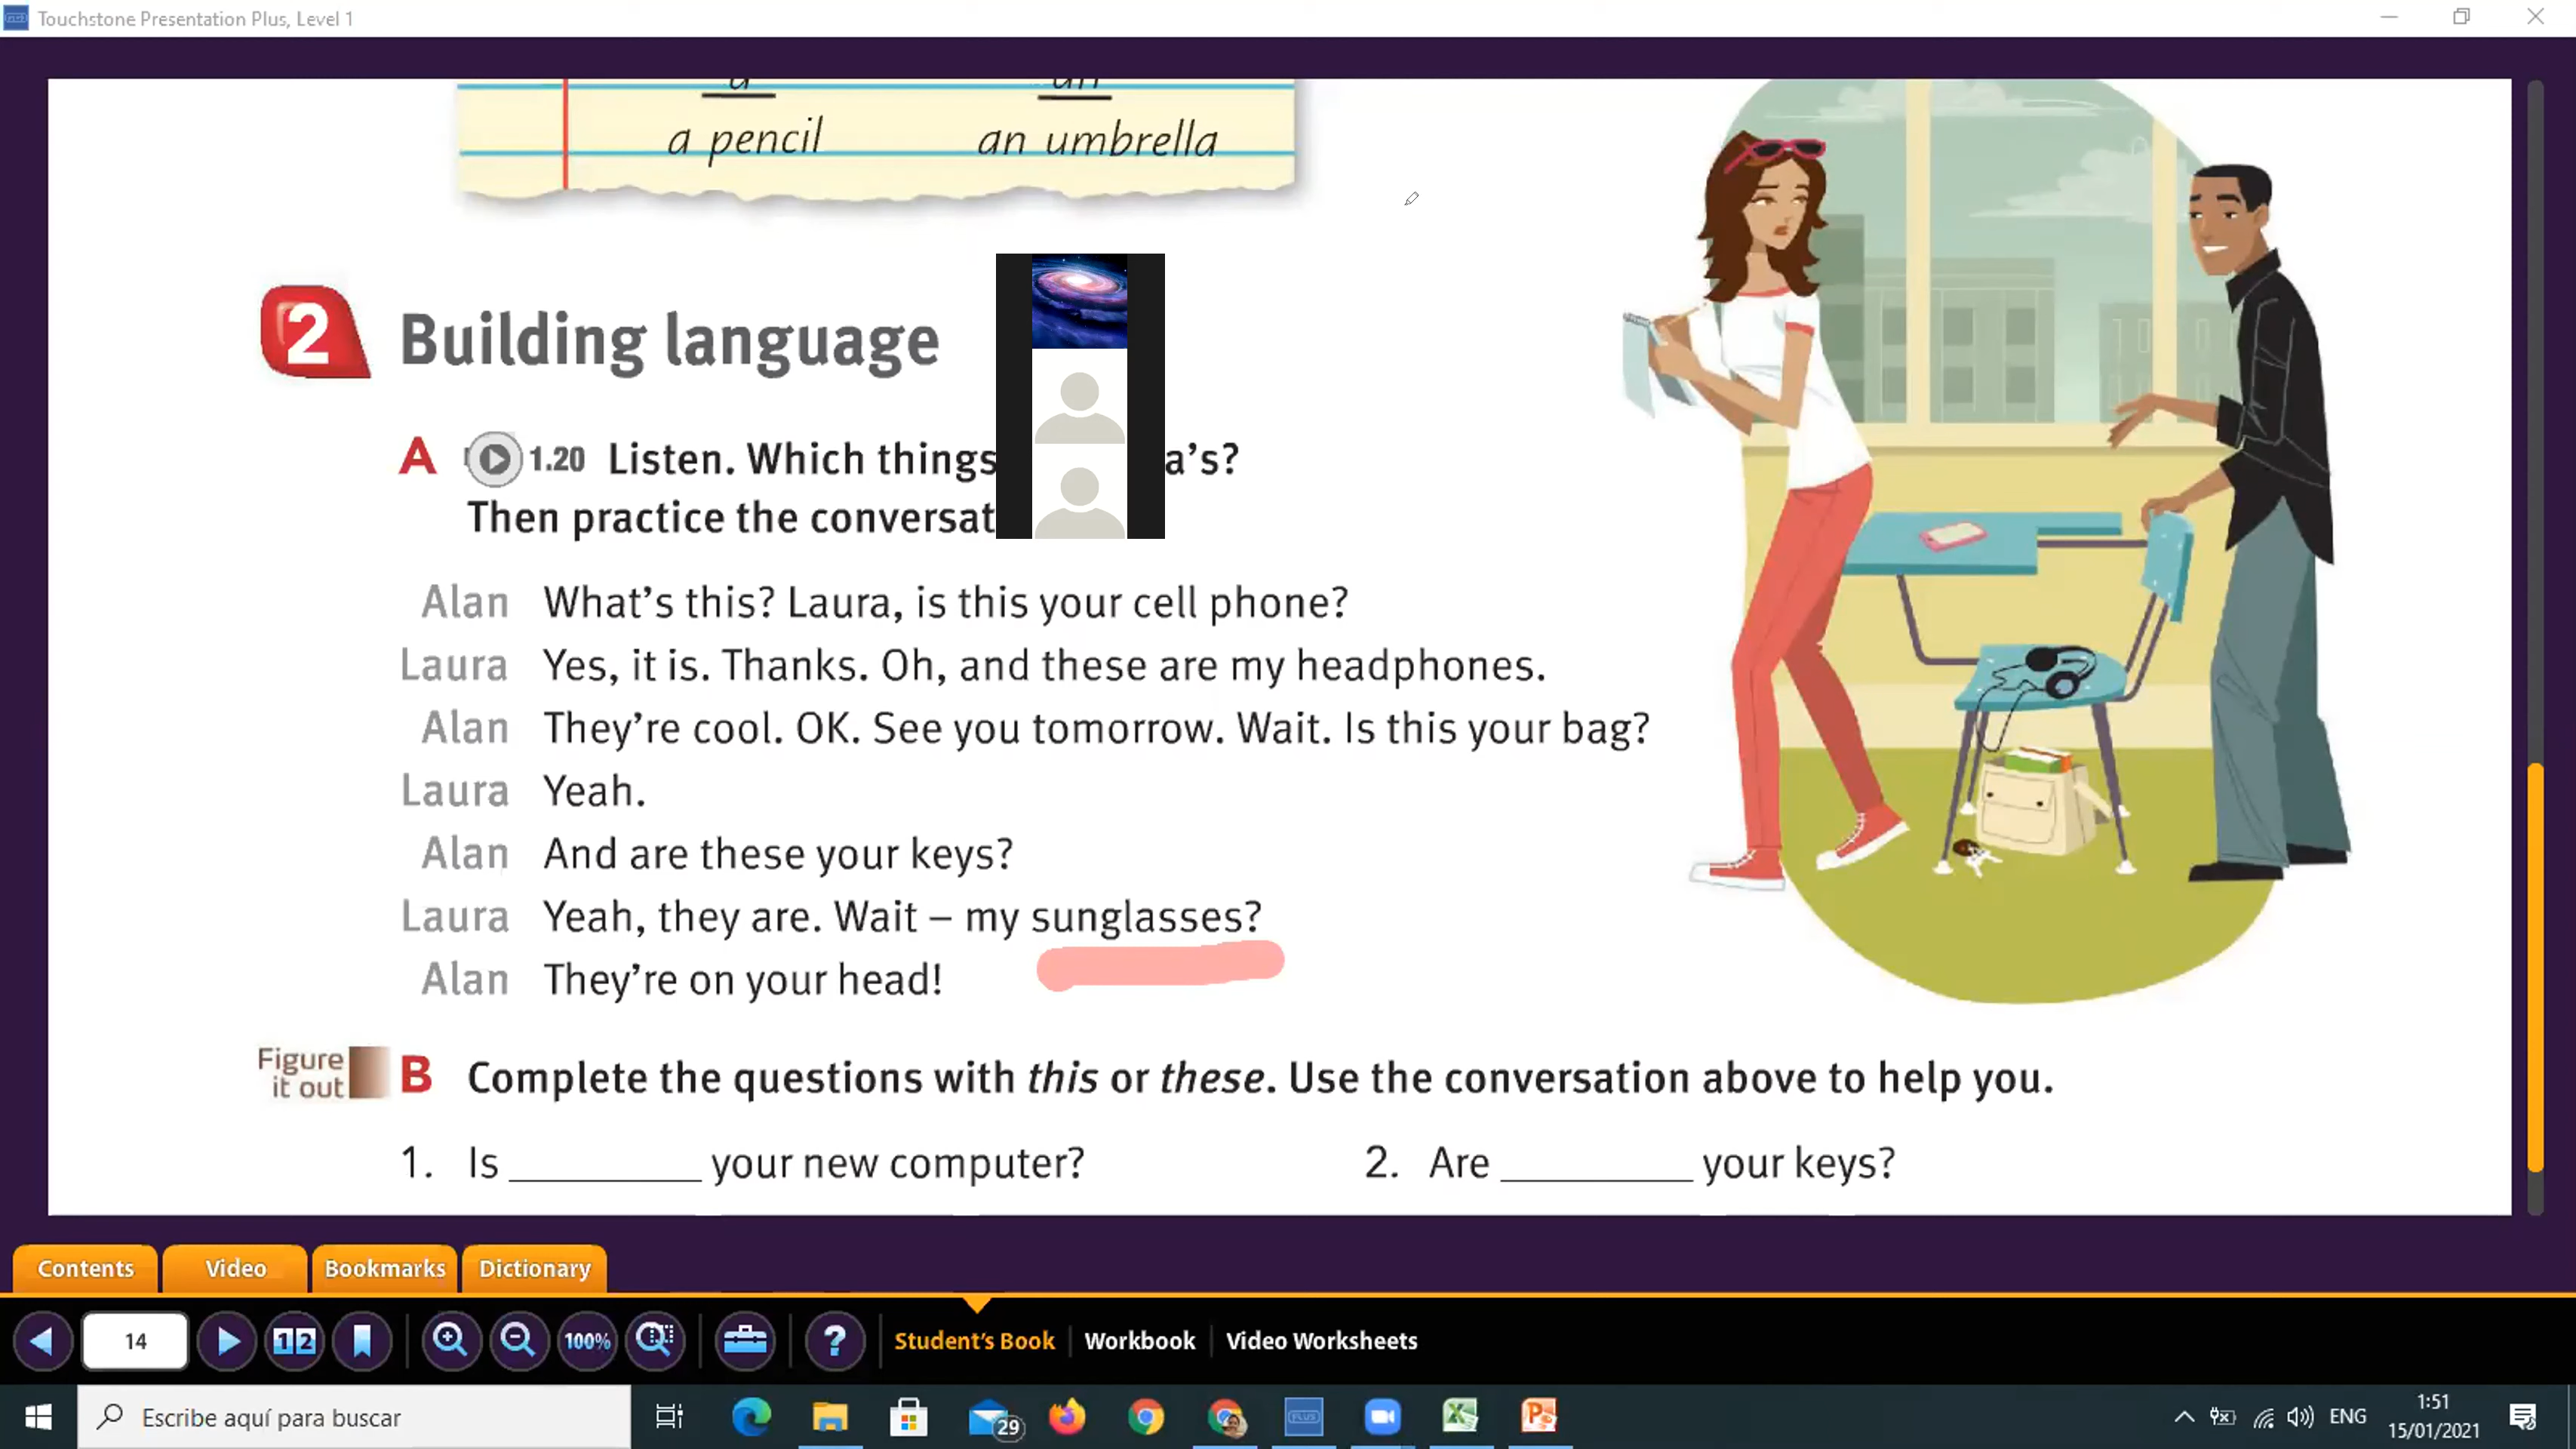 Touchstone Presentation Plus, Level 1
a an
a pencil an umbrella
2 Building language
A 1.20 Listen. Which things a's?
Then practice the conversat
Alan What's this? Laura, is this your cell phone?
Laura Yes, it is. Thanks. Oh, and these are my headphones.
Alan They're cool. OK. See you tomorrow. Wait. Is this your bag?
Laura Yeah.
Alan And are these your keys?
Laura Yeah, they are. Wait – my sunglasses?
Alan They're on your head!
Figure
it out
B Complete the questions with this or these. Use the conversation above to help you.
1. Is ________ your new computer? 2. Are ________ your keys?
Contents Video Bookmarks Dictionary
14 12 100% ? Student's Book Workbook Video Worksheets
Escribe aquí para buscar 29 PLUS ENG 1:51
15/01/2021